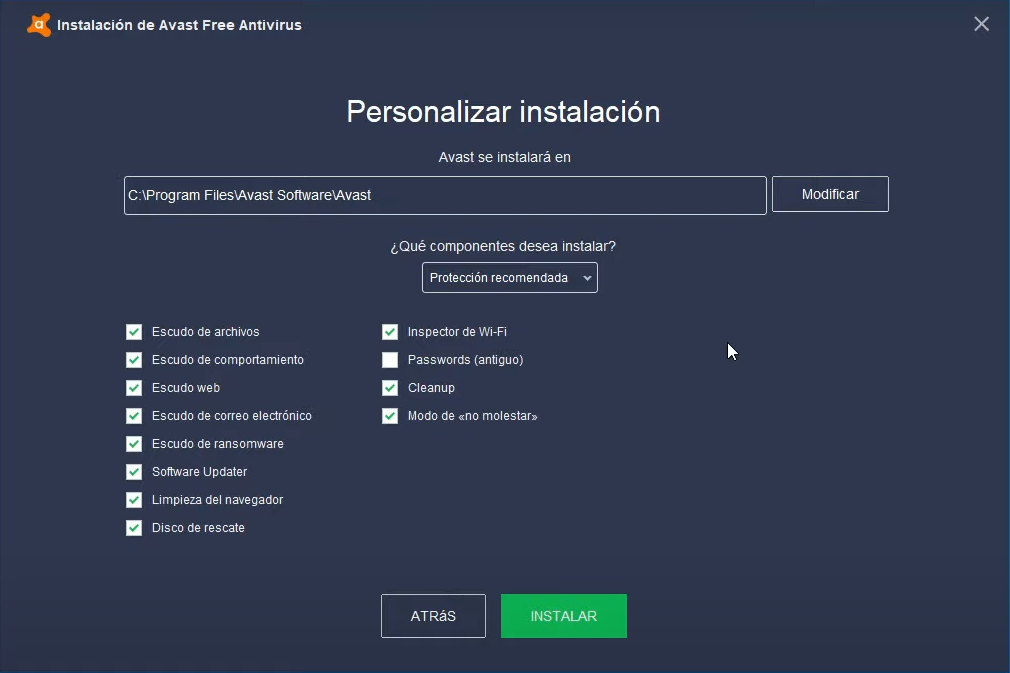 Instalación de Avast Free Antivirus
Personalizar instalación
Avast se instalará en
C:\Program Files\Avast Software\Avast
Modificar
¿Qué componentes desea instalar?
Protección recomendada
Escudo de archivos
Escudo de comportamiento
Escudo web
Escudo de correo electrónico
Escudo de ransomware
Software Updater
Limpieza del navegador
Disco de rescate
Inspector de Wi-Fi
Passwords (antiguo)
Cleanup
Modo de «no molestar»
ATRáS
INSTALAR